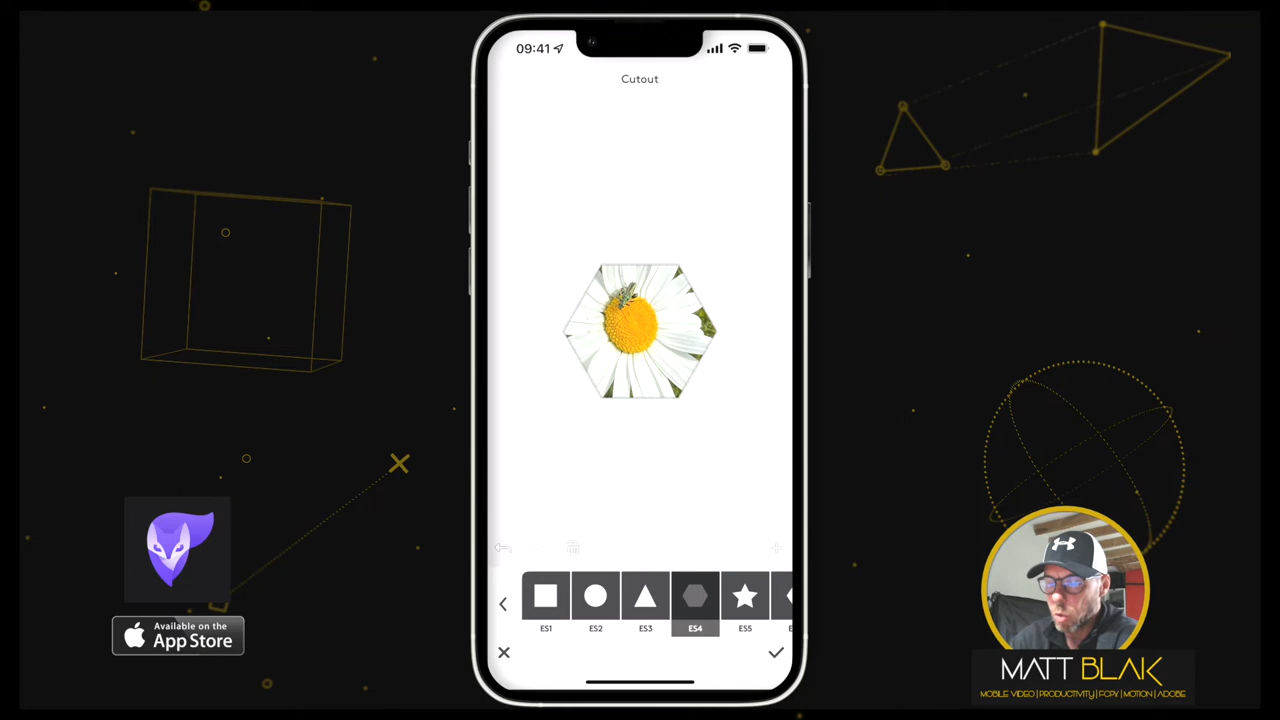 09:41
Cutout
ES1 ES2 ES3 ES4 ES5
Available on the
App Store
MATT BLAK
MOBILE VIDEO | PRODUCTIVITY | FCPX | MOTION | ADOBE